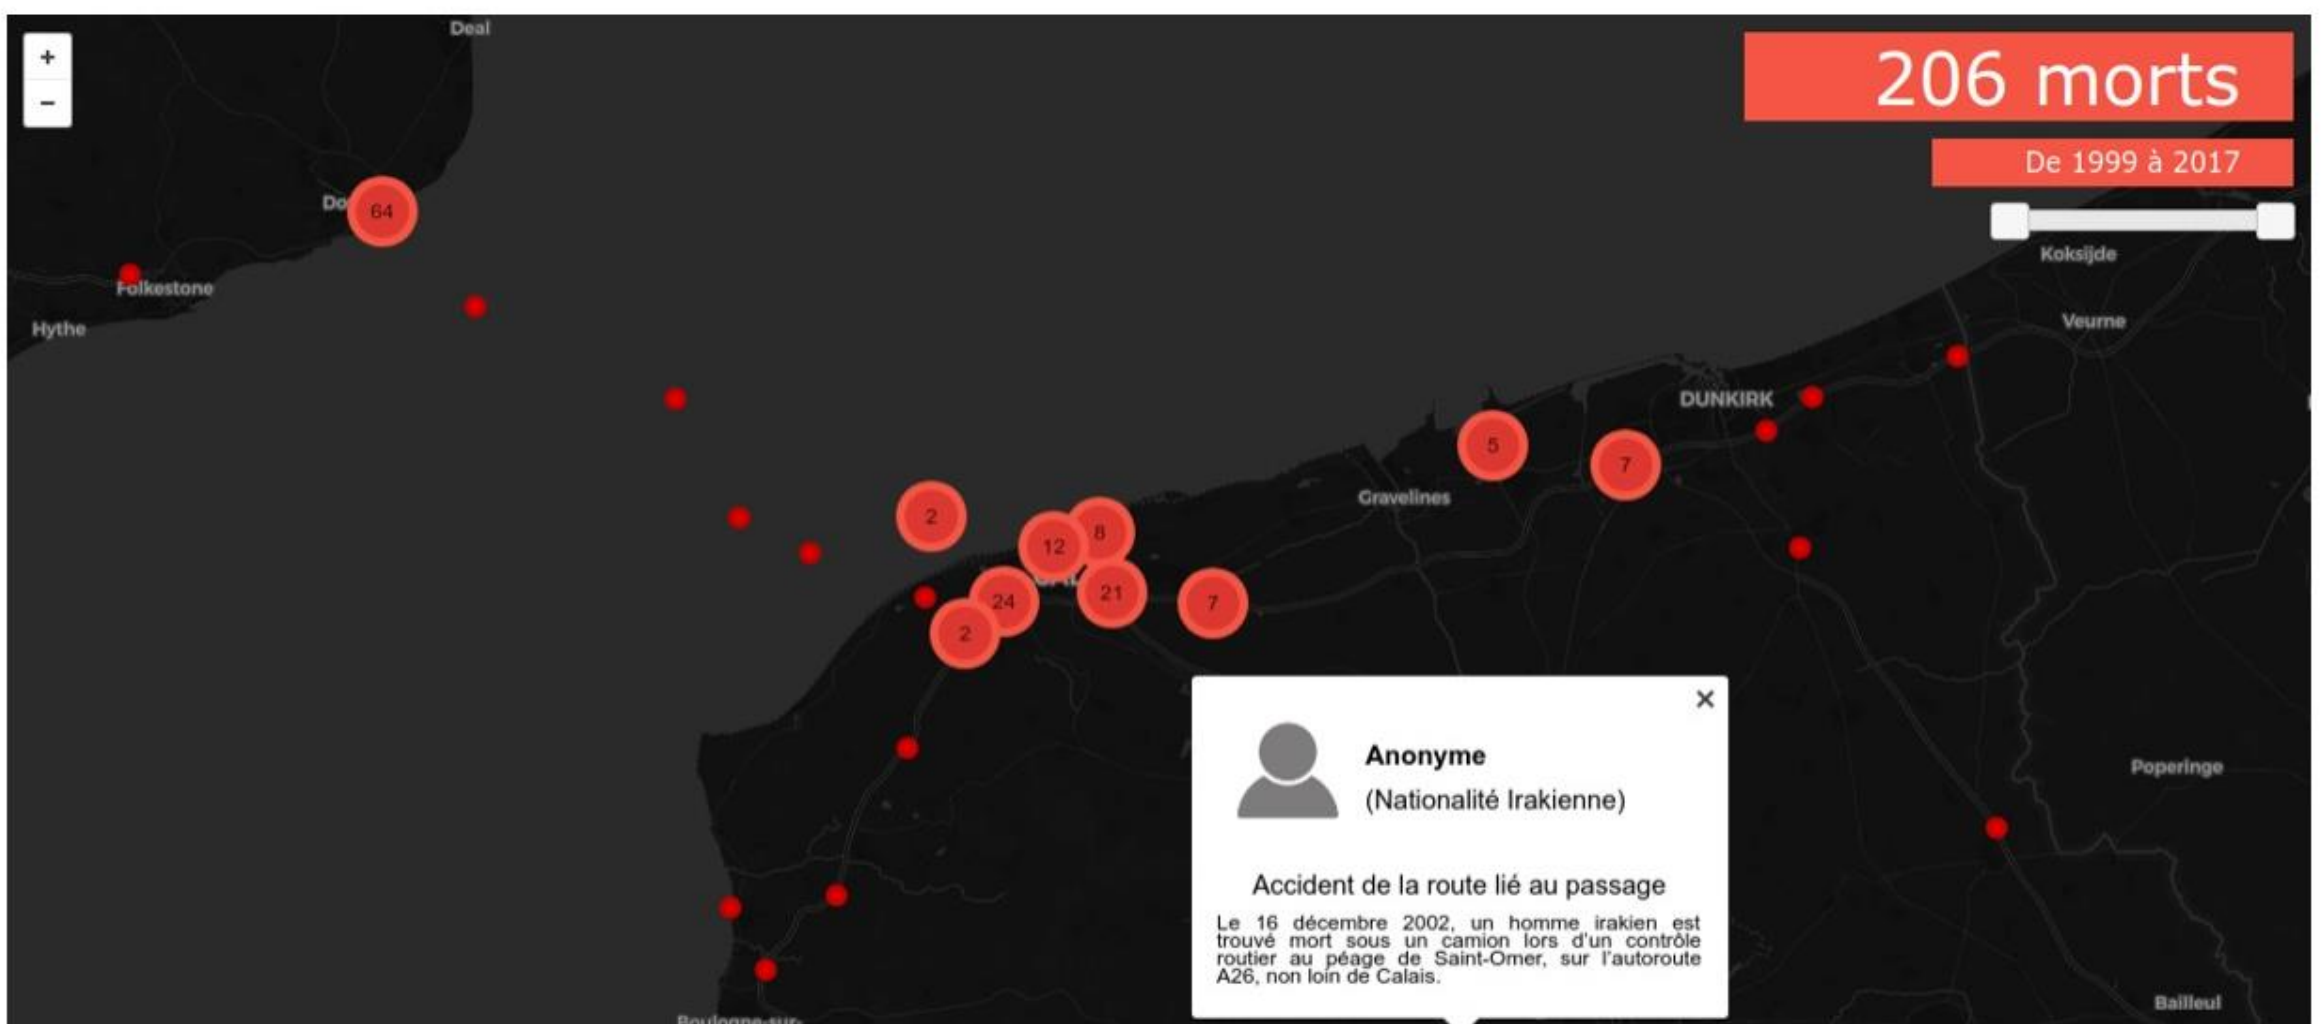 Deal
+
−
206 morts
De 1999 à 2017
Do
64
Folkestone
Hythe
Koksijde
Veurne
DUNKIRK
5
7
Gravelines
2
8
12
24
21
7
2
Anonyme
(Nationalité Irakienne)
Poperinge
Accident de la route lié au passage
Le 16 décembre 2002, un homme irakien est
trouvé mort sous un camion lors d'un contrôle
routier au péage de Saint-Omer, sur l'autoroute
A26, non loin de Calais.
Bailleul
Boulogne-sur-